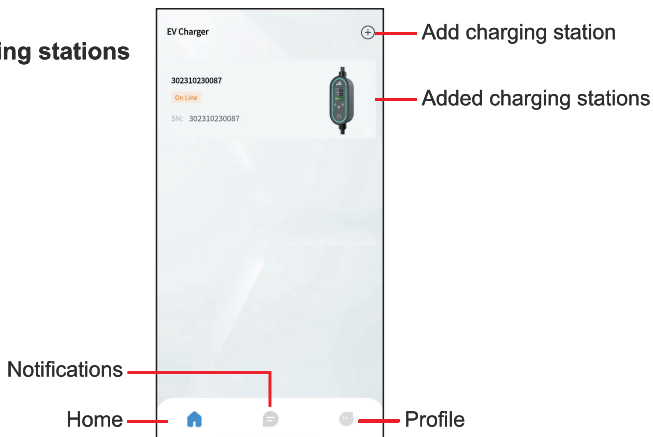 EV Charger
Add charging station
ing stations
302310230087
On Line
SN: 302310230087
Added charging stations
Notifications
Home
Profile